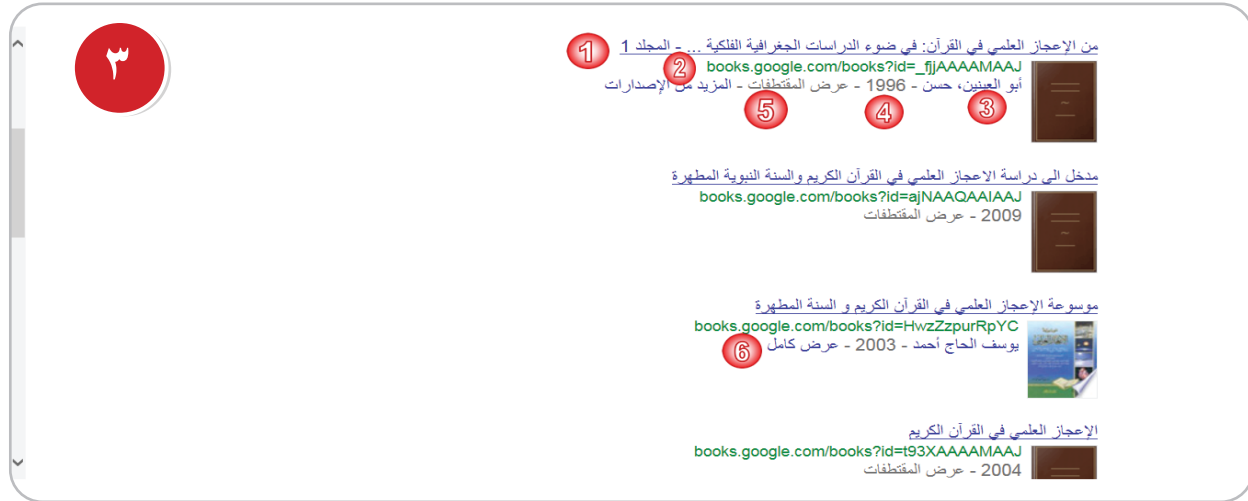 ٣
من الإعجاز العلمي في القرآن: في ضوء الدراسات الجغرافية الفلكية ... - المجلد 1 1
books.google.com/books?id=_fjjAAAAMAAJ 2
أبو العينين، حسن - 1996 - عرض المقتطفات - المزيد من الإصدارات
3 4 5
مدخل الى دراسة الاعجاز العلمي في القرآن الكريم والسنة النبوية المطهرة
books.google.com/books?id=ajNAAQAAIAAJ
2009 - عرض المقتطفات
موسوعة الإعجاز العلمي في القرآن الكريم و السنة المطهرة
books.google.com/books?id=HwzZzpurRpYC
يوسف الحاج أحمد - 2003 - عرض كامل 6
الإعجاز العلمي في القرآن الكريم
books.google.com/books?id=t93XAAAAMAAJ
2004 - عرض المقتطفات